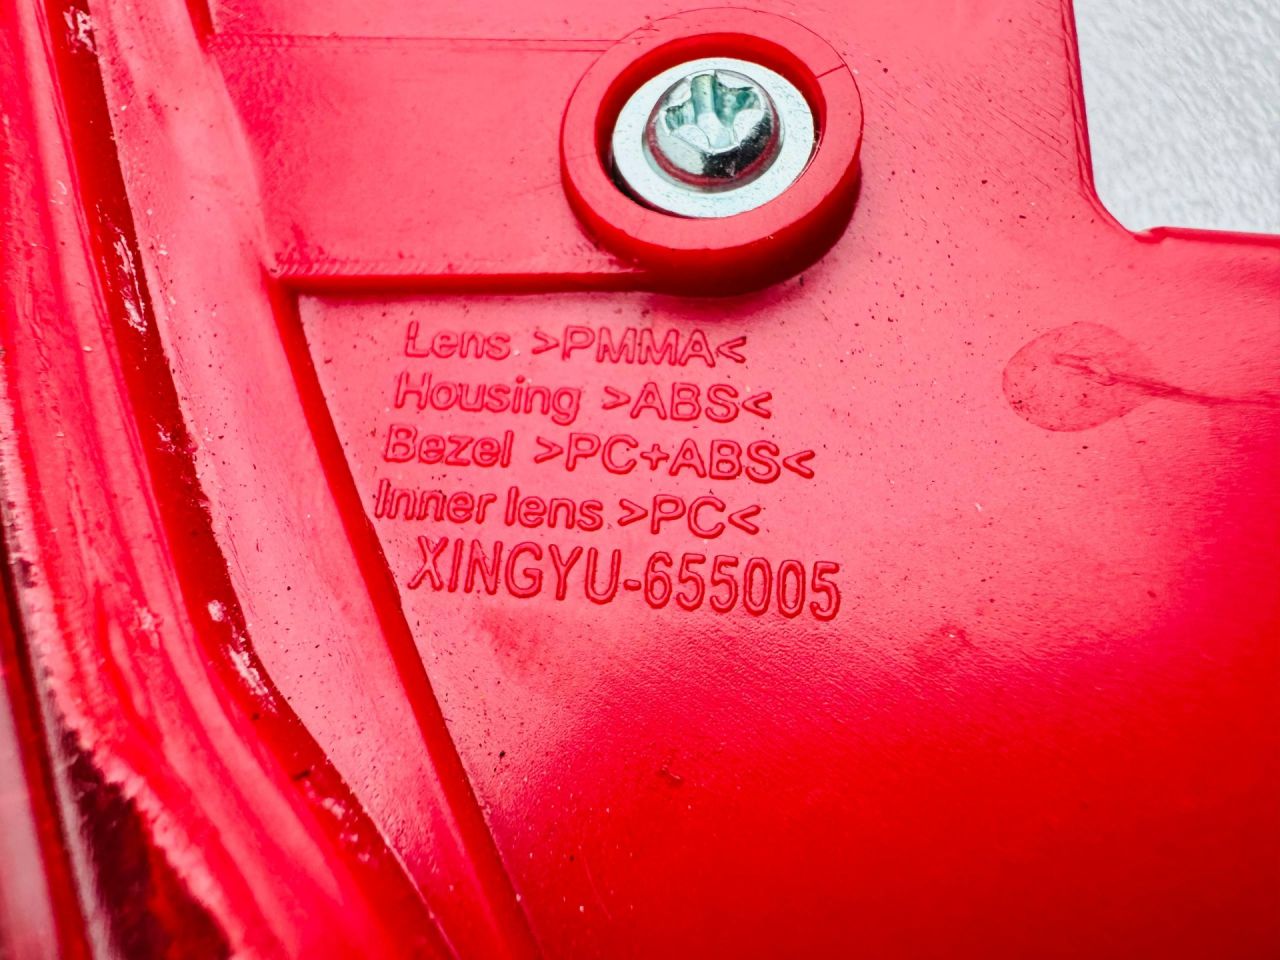 Lens >PMMA<
Housing >ABS<
Bezel >PC+ABS<
Inner lens >PC<
XINGYU-655005